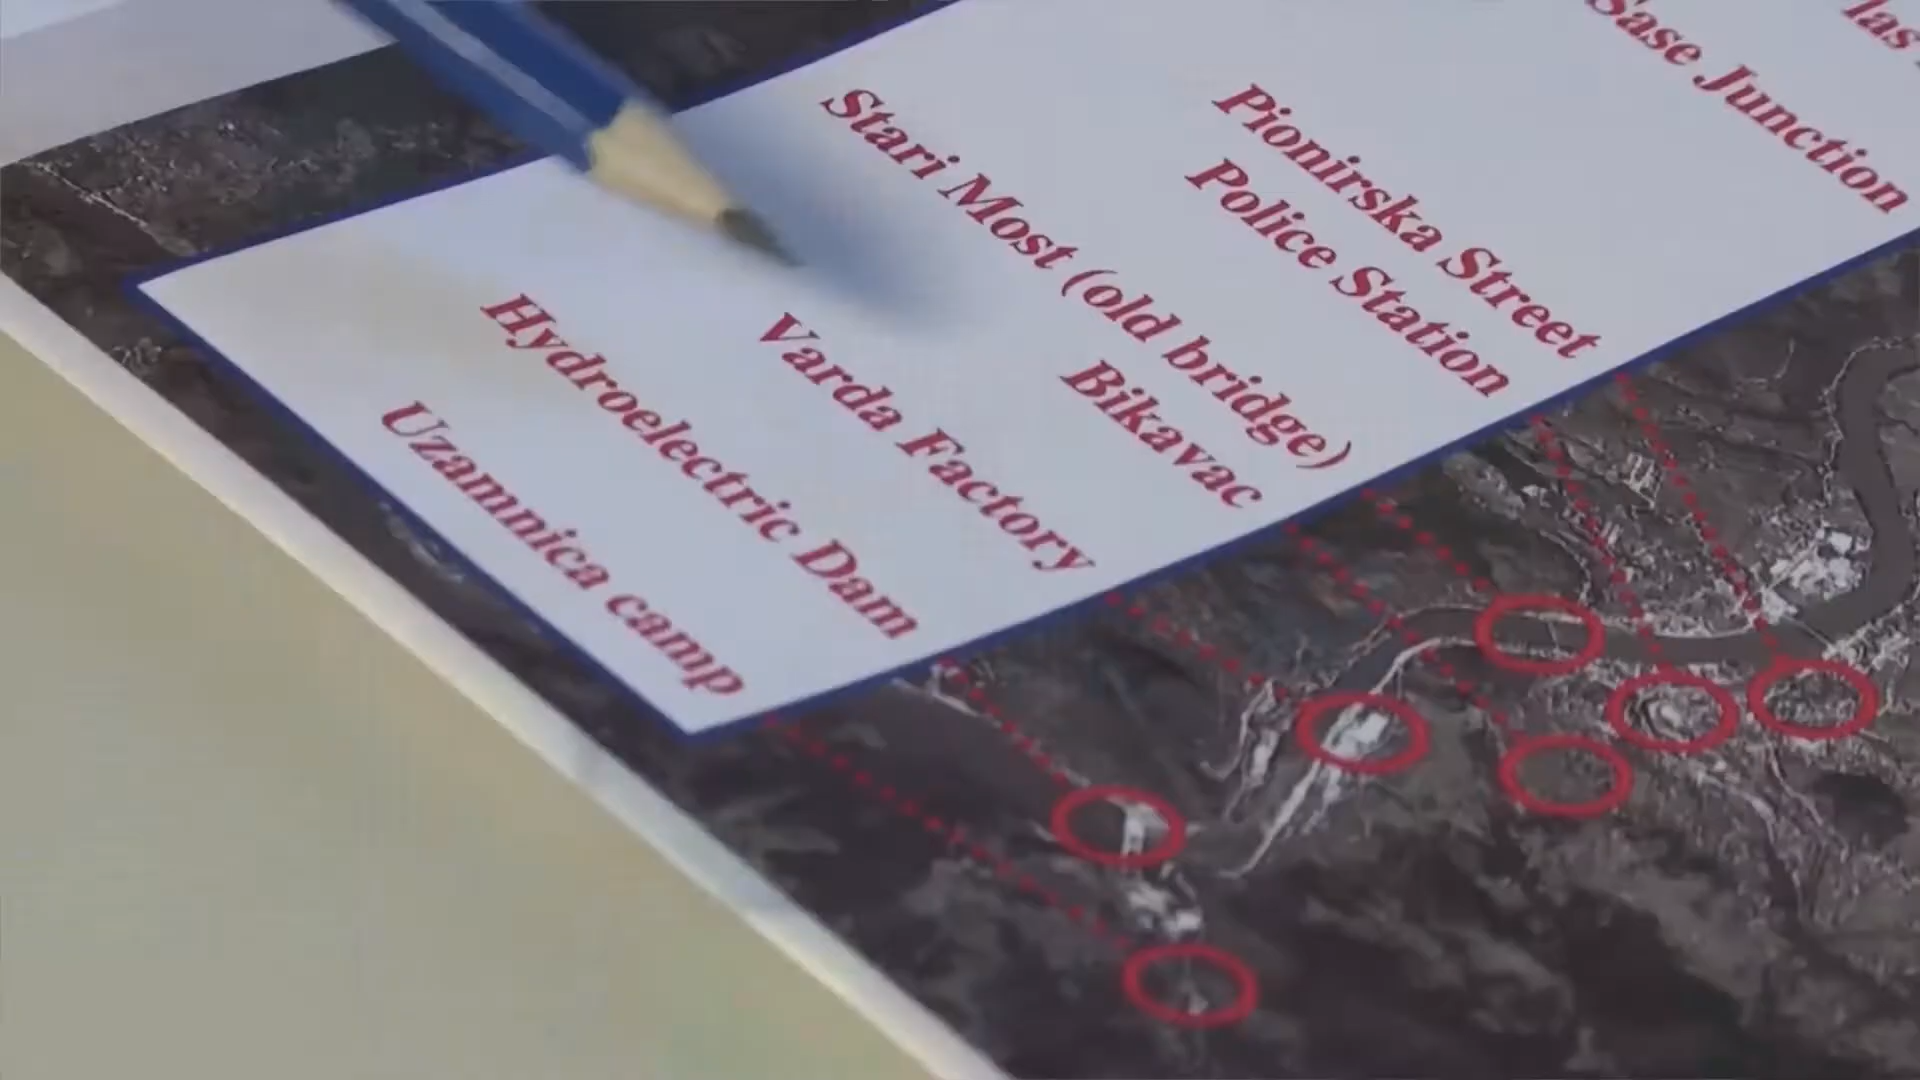 Sase Junction
Pionirska Street
Police Station
Stari Most (old bridge)
Bikavac
Varda Factory
Hydroelectric Dam
Uzamnica camp